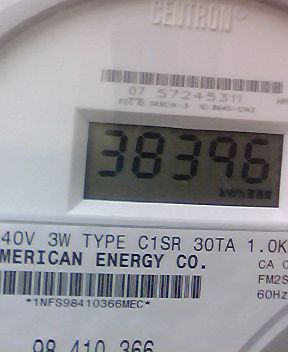 CENTRON®
07 57245311
38396
kWh
40V 3W TYPE C1SR 30TA 1.0K
MERICAN ENERGY CO.
CA 0
FM2S
60Hz
*1NFS98410366MEC*
98 410 366